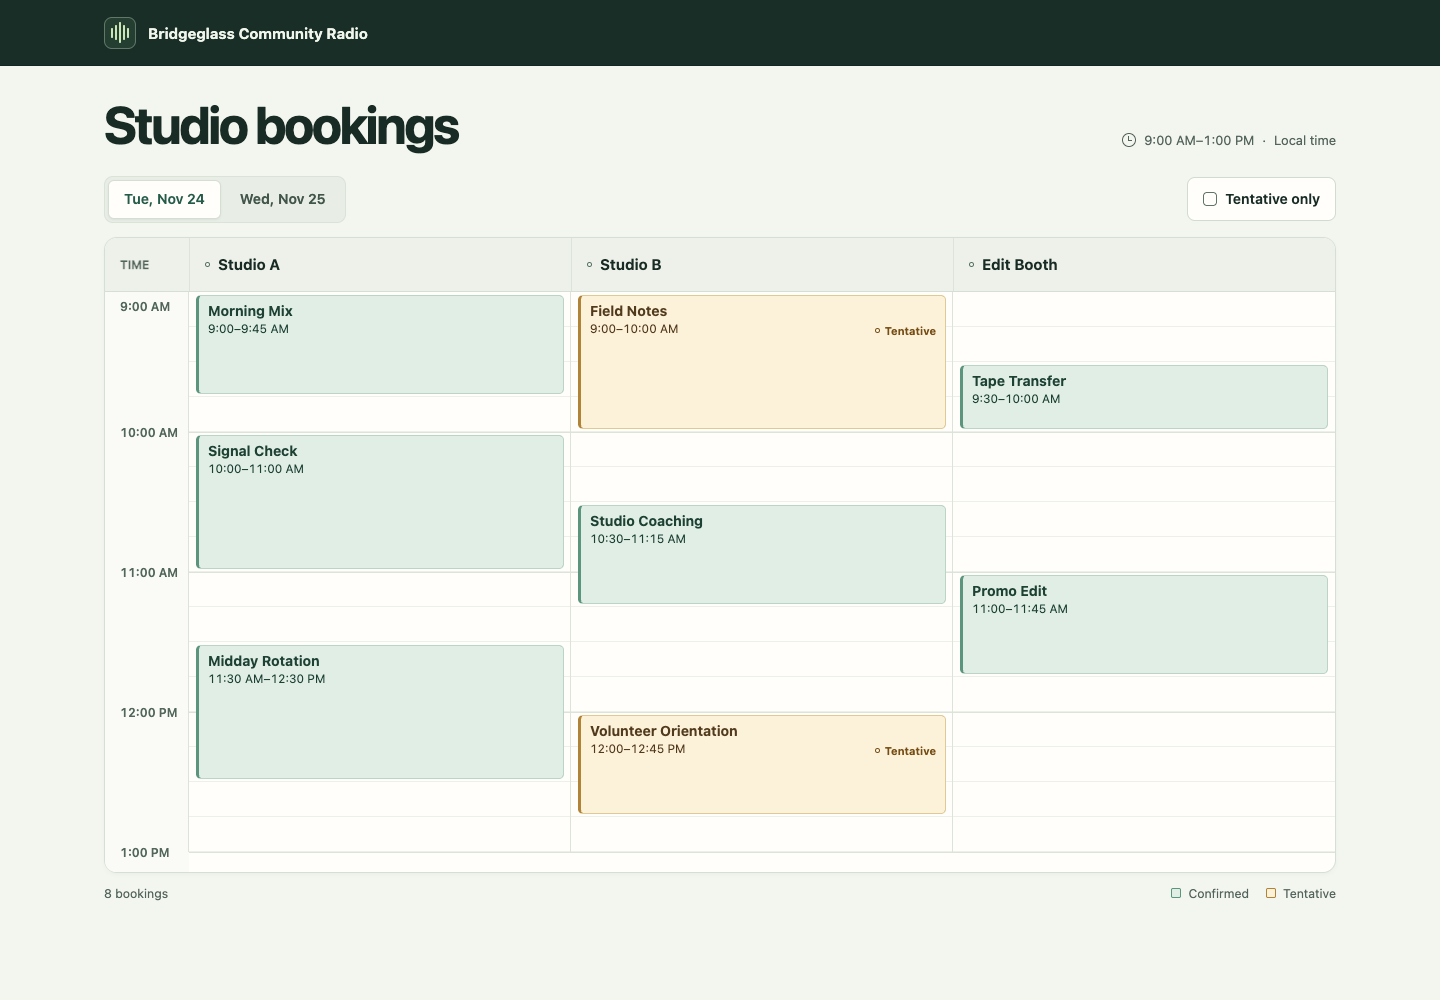 Bridgeglass Community Radio
Studio bookings
9:00 AM–1:00 PM · Local time
Tue, Nov 24
Wed, Nov 25
Tentative only
TIME
Studio A
Studio B
Edit Booth
9:00 AM
Morning Mix
9:00–9:45 AM
Field Notes
9:00–10:00 AM
Tentative
Tape Transfer
9:30–10:00 AM
10:00 AM
Signal Check
10:00–11:00 AM
Studio Coaching
10:30–11:15 AM
11:00 AM
Promo Edit
11:00–11:45 AM
Midday Rotation
11:30 AM–12:30 PM
12:00 PM
Volunteer Orientation
12:00–12:45 PM
Tentative
1:00 PM
8 bookings
Confirmed
Tentative